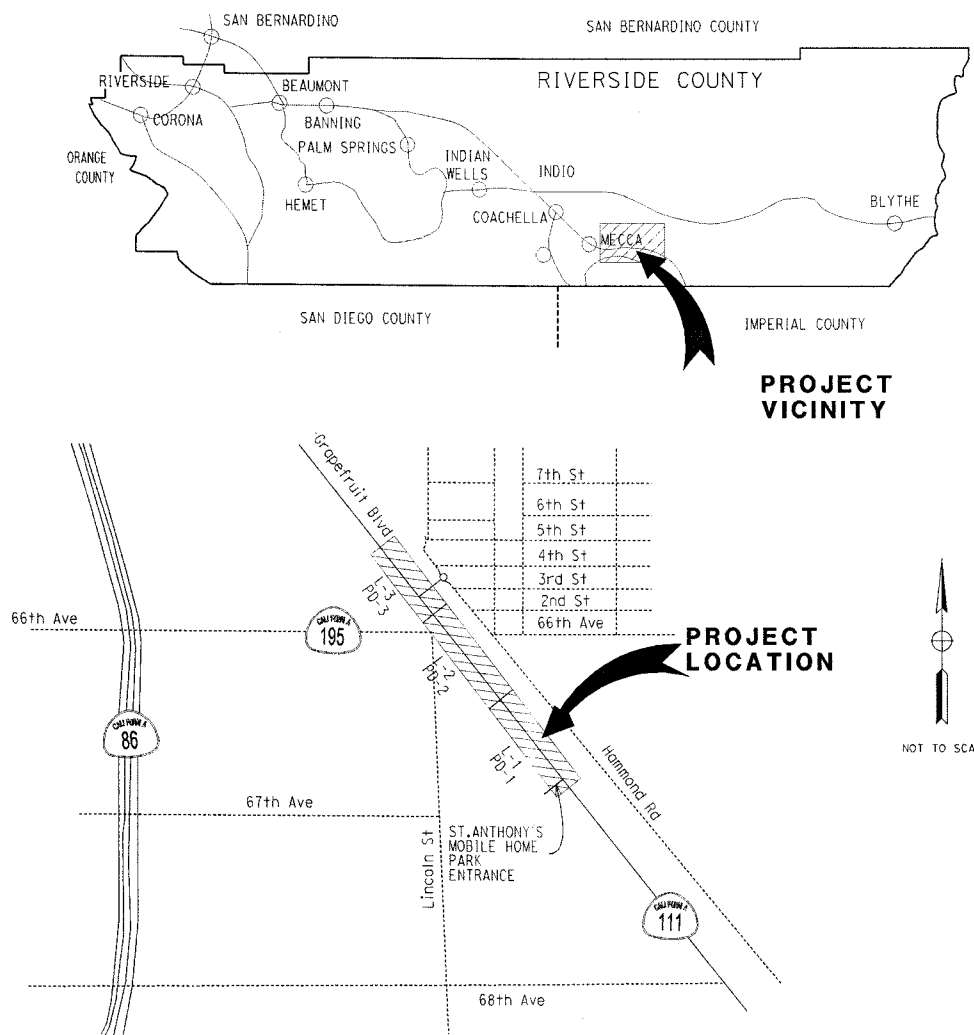 SAN BERNARDINO
SAN BERNARDINO COUNTY
RIVERSIDE
BEAUMONT
RIVERSIDE COUNTY
CORONA
BANNING
PALM SPRINGS
ORANGE
COUNTY
INDIAN
WELLS
INDIO
HEMET
COACHELLA
BLYTHE
MECCA
SAN DIEGO COUNTY
IMPERIAL COUNTY
PROJECT
VICINITY
Grapefruit Blvd
7th St
6th St
5th St
4th St
3rd St
2nd St
66th Ave
L-3
PD-3
66th Ave
CALIFORNIA
195
L-2
PD-2
PROJECT
LOCATION
CALIFORNIA
86
L-1
PD-1
Hammond Rd
NOT TO SCA
67th Ave
Lincoln St
ST.ANTHONY'S
MOBILE HOME
PARK
ENTRANCE
CALIFORNIA
111
68th Ave